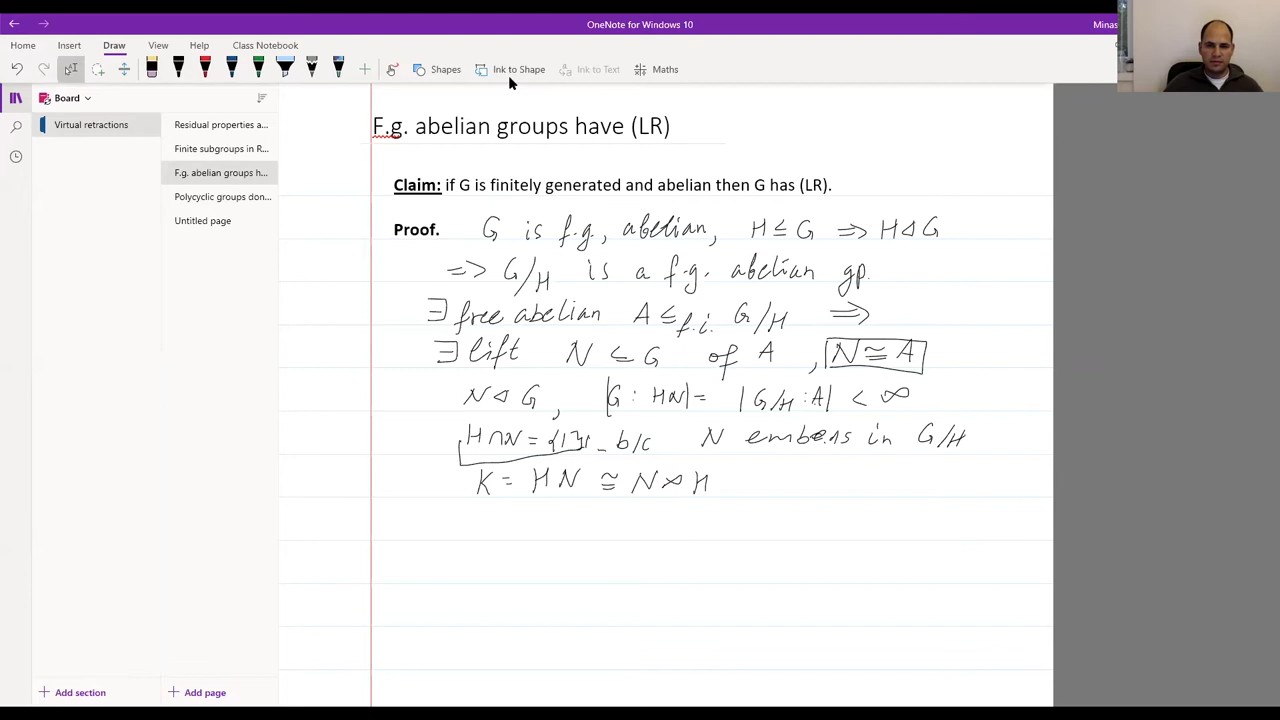 OneNote for Windows 10
Minas
Home Insert Draw View Help Class Notebook
Shapes Ink to Shape Ink to Text Maths
Board
Virtual retractions
Residual properties a...
Finite subgroups in R...
F.g. abelian groups h...
Polycyclic groups don...
Untitled page
F.g. abelian groups have (LR)
Claim: if G is finitely generated and abelian then G has (LR).
Proof. G is f.g., abelian, H ≤ G ⇒ H ◁ G
⇒ G/H is a f.g. abelian gp.
∃ free abelian A ≤f.i. G/H ⇒
∃ lift N ≤ G of A , N ≅ A
N ◁ G , |G : HN| = |G/H : A| < ∞
H ∩ N = {1}, b/c N embeds in G/H
K = HN ≅ N ⋊ H
+ Add section + Add page